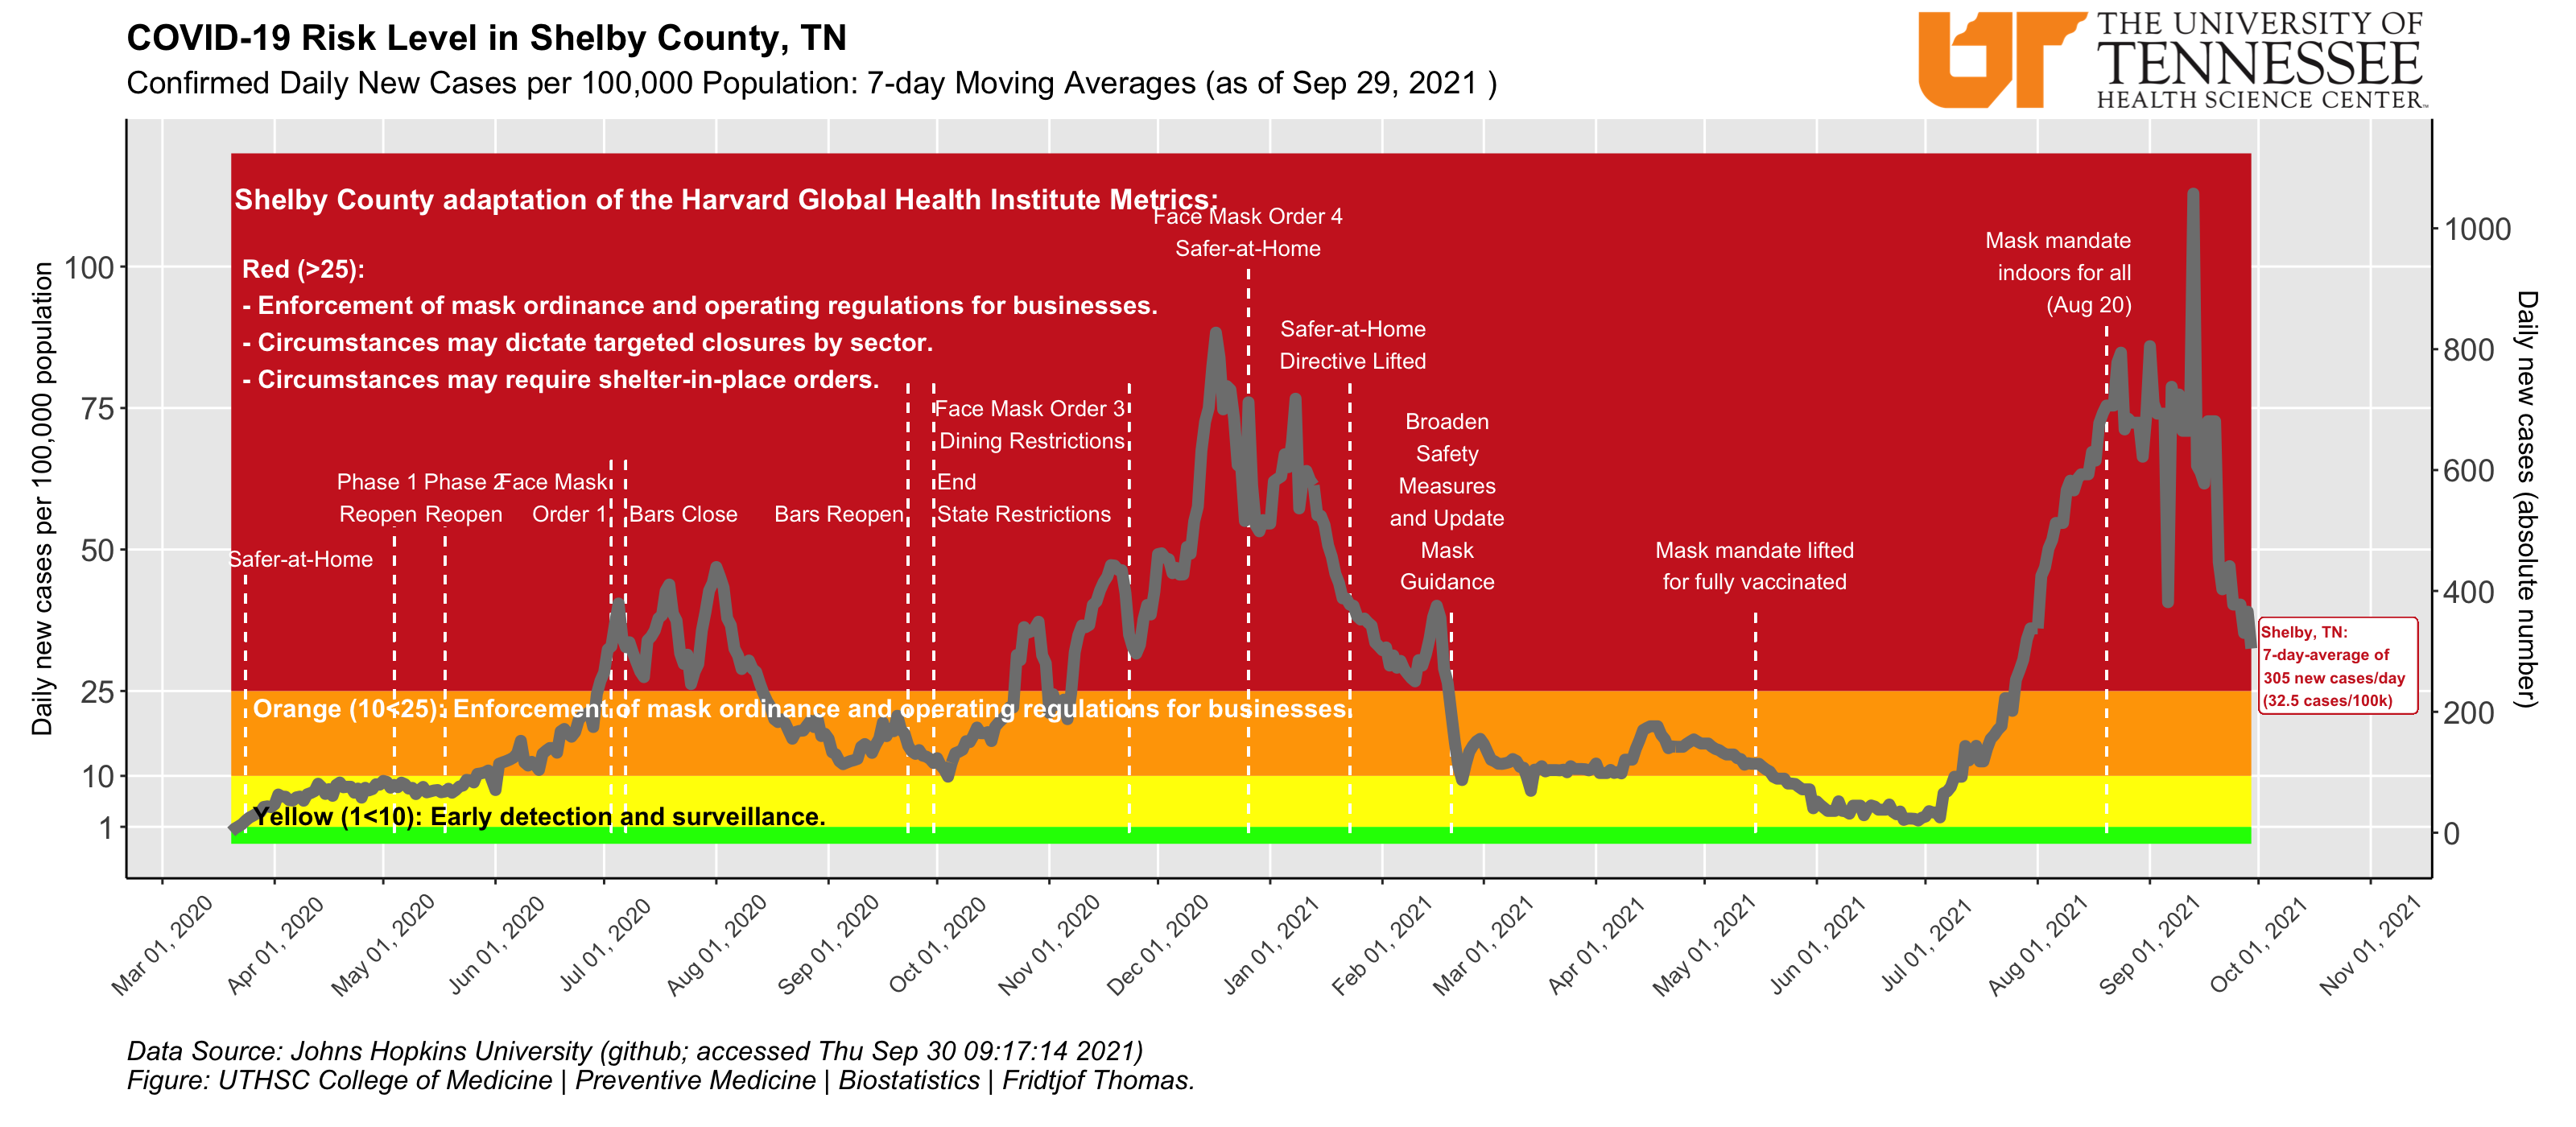 COVID-19 Risk Level in Shelby County, TN
Confirmed Daily New Cases per 100,000 Population: 7-day Moving Averages (as of Sep 29, 2021 )
THE UNIVERSITY OF
TENNESSEE
HEALTH SCIENCE CENTER™
Daily new cases per 100,000 population
100
75
50
25
10
1
Shelby County adaptation of the Harvard Global Health Institute Metrics:
Red (>25):
- Enforcement of mask ordinance and operating regulations for businesses.
- Circumstances may dictate targeted closures by sector.
- Circumstances may require shelter-in-place orders.
Safer-at-Home
Phase 1
Reopen
Phase 2
Reopen
Face Mask
Order 1
Bars Close
Bars Reopen
End
State Restrictions
Face Mask Order 3
Dining Restrictions
Face Mask Order 4
Safer-at-Home
Safer-at-Home
Directive Lifted
Broaden
Safety
Measures
and Update
Mask
Guidance
Mask mandate lifted
for fully vaccinated
Mask mandate
indoors for all
(Aug 20)
Orange (10<25): Enforcement of mask ordinance and operating regulations for businesses.
Yellow (1<10): Early detection and surveillance.
Shelby, TN:
7-day-average of
305 new cases/day
(32.5 cases/100k)
1000
800
600
400
200
0
Daily new cases (absolute number)
Mar 01, 2020
Apr 01, 2020
May 01, 2020
Jun 01, 2020
Jul 01, 2020
Aug 01, 2020
Sep 01, 2020
Oct 01, 2020
Nov 01, 2020
Dec 01, 2020
Jan 01, 2021
Feb 01, 2021
Mar 01, 2021
Apr 01, 2021
May 01, 2021
Jun 01, 2021
Jul 01, 2021
Aug 01, 2021
Sep 01, 2021
Oct 01, 2021
Nov 01, 2021
Data Source: Johns Hopkins University (github; accessed Thu Sep 30 09:17:14 2021)
Figure: UTHSC College of Medicine | Preventive Medicine | Biostatistics | Fridtjof Thomas.